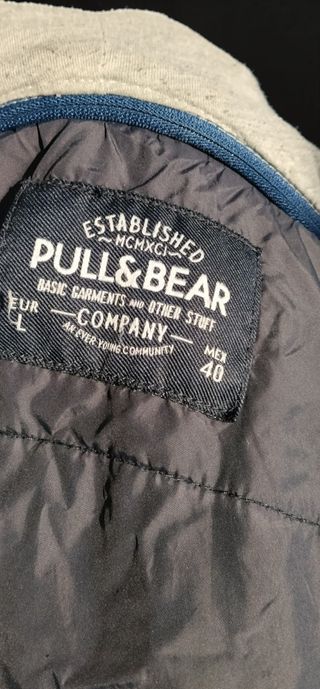 ESTABLISHED
MCMXCI
PULL&BEAR
BASIC GARMENTS AND OTHER STUFF
COMPANY
AN EVER YOUNG COMMUNITY
EUR
L
MEX
40